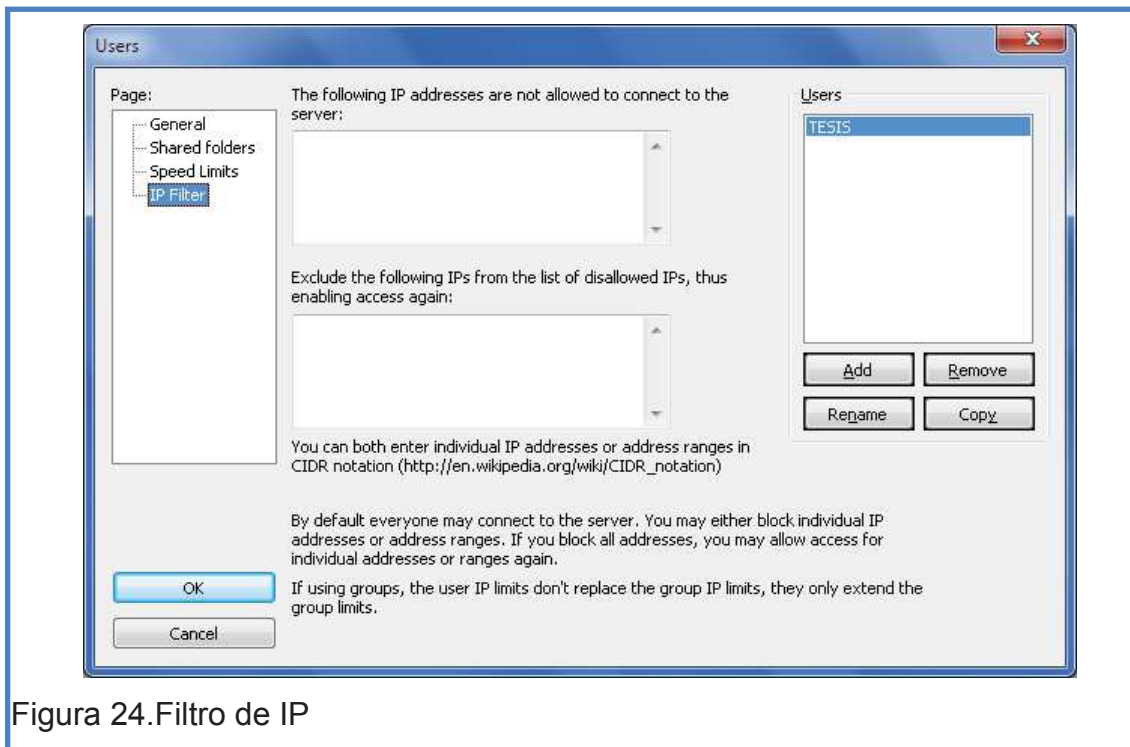 Users
Page:
General
Shared folders
Speed Limits
IP Filter
The following IP addresses are not allowed to connect to the
server:
Exclude the following IPs from the list of disallowed IPs, thus
enabling access again:
You can both enter individual IP addresses or address ranges in
CIDR notation (http://en.wikipedia.org/wiki/CIDR_notation)
By default everyone may connect to the server. You may either block individual IP
addresses or address ranges. If you block all addresses, you may allow access for
individual addresses or ranges again.
If using groups, the user IP limits don't replace the group IP limits, they only extend the
group limits.
Users
TESIS
Add
Remove
Rename
Copy
OK
Cancel
Figura 24.Filtro de IP